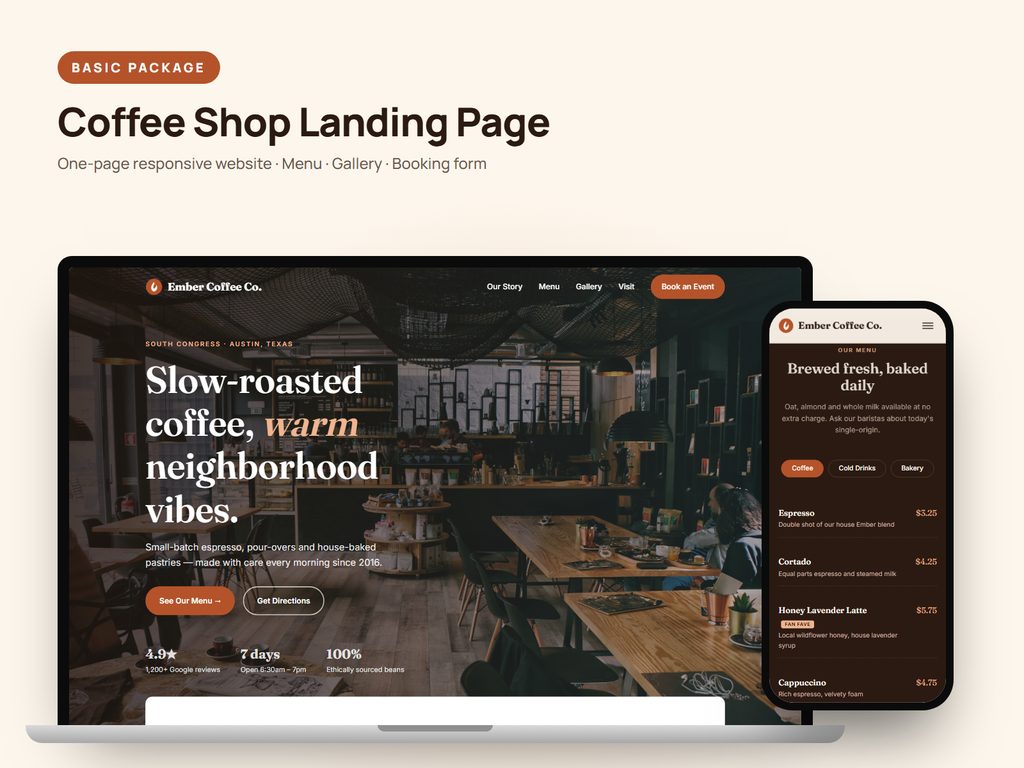 BASIC PACKAGE
Coffee Shop Landing Page
One-page responsive website · Menu · Gallery · Booking form
Ember Coffee Co.
Our Story
Menu
Gallery
Visit
Book an Event
SOUTH CONGRESS · AUSTIN, TEXAS
Slow-roasted
coffee, warm
neighborhood
vibes.
Small-batch espresso, pour-overs and house-baked
pastries — made with care every morning since 2016.
See Our Menu →
Get Directions
4.9★
1,200+ Google reviews
7 days
Open 6:30am – 7pm
100%
Ethically sourced beans
Ember Coffee Co.
OUR MENU
Brewed fresh, baked
daily
Oat, almond and whole milk available at no
extra charge. Ask our baristas about today's
single-origin.
Coffee
Cold Drinks
Bakery
Espresso $3.25
Double shot of our house Ember blend
Cortado $4.25
Equal parts espresso and steamed milk
Honey Lavender Latte $5.75
FAN FAVE
Local wildflower honey, house lavender
syrup
Cappuccino $4.75
Rich espresso, velvety foam